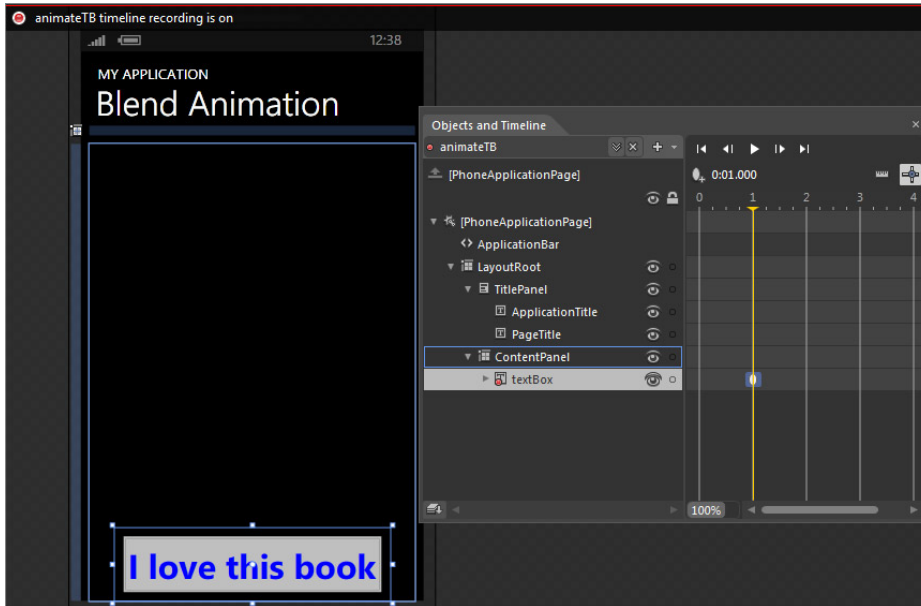 animateTB timeline recording is on
12:38
MY APPLICATION
Blend Animation
Objects and Timeline
animateTB
[PhoneApplicationPage]
0:01.000
0 1 2 3 4
[PhoneApplicationPage]
ApplicationBar
LayoutRoot
TitlePanel
ApplicationTitle
PageTitle
ContentPanel
textBox
100%
I love this book